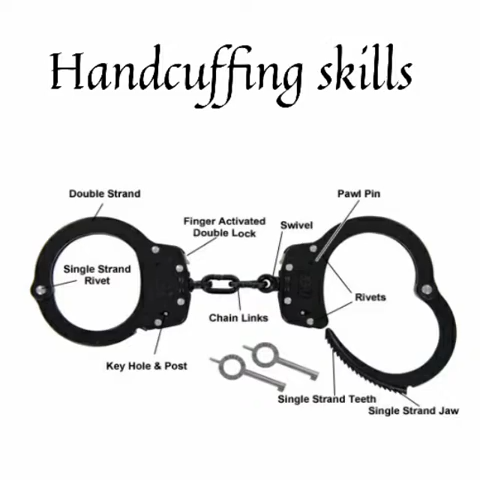 Handcuffing skills
Double Strand
Pawl Pin
Finger Activated
Double Lock
Swivel
Single Strand
Rivet
Rivets
Chain Links
Key Hole & Post
Single Strand Teeth
Single Strand Jaw